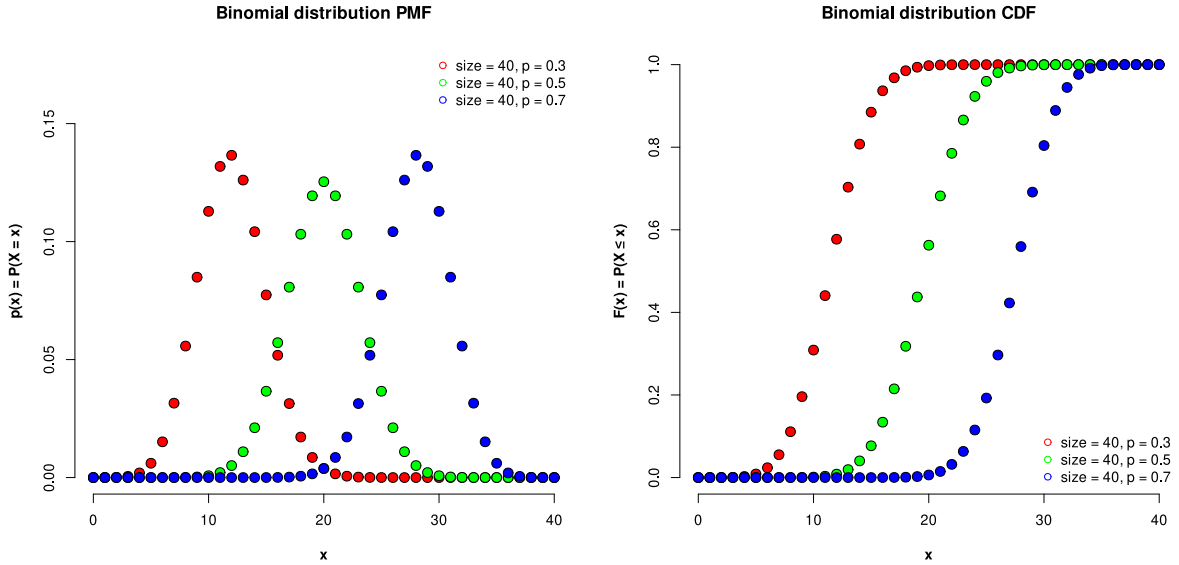 Binomial distribution PMF
size = 40, p = 0.3
size = 40, p = 0.5
size = 40, p = 0.7
p(x) = P(X = x)
0.15
0.10
0.05
0.00
0 10 20 30 40
x
Binomial distribution CDF
F(x) = P(X ≤ x)
1.0
0.8
0.6
0.4
0.2
0.0
size = 40, p = 0.3
size = 40, p = 0.5
size = 40, p = 0.7
0 10 20 30 40
x